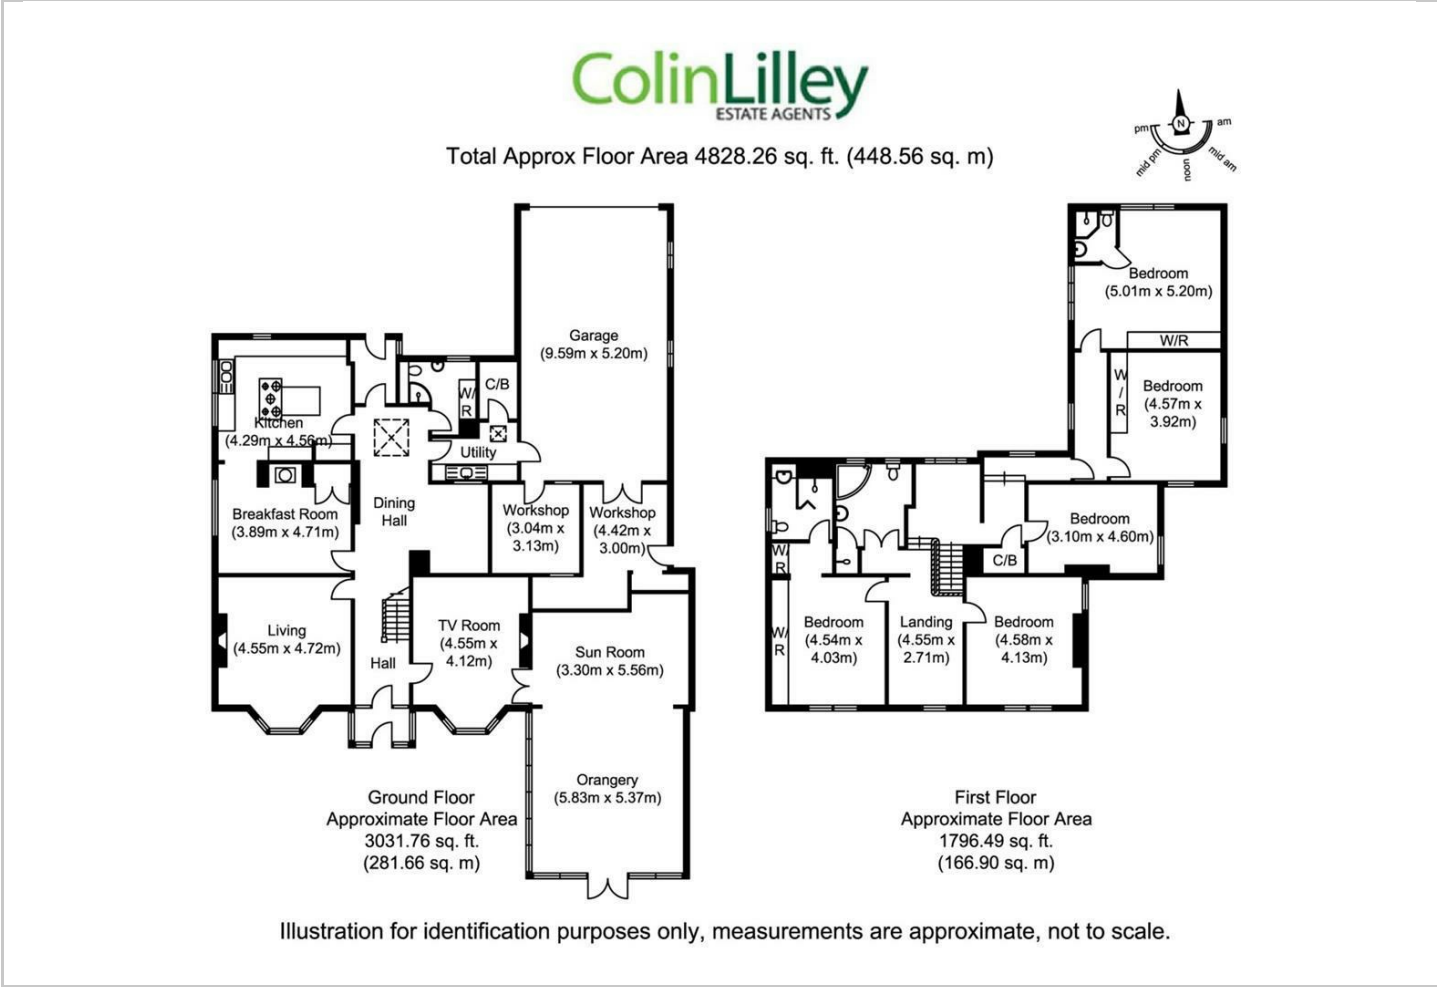 ColinLilley
ESTATE AGENTS
Total Approx Floor Area 4828.26 sq. ft. (448.56 sq. m)
N
pm
am
mid pm
noon
mid am
Garage
(9.59m x 5.20m)
C/B
W/
R
Kitchen
(4.29m x 4.56m)
Utility
Breakfast Room
(3.89m x 4.71m)
Dining
Hall
Workshop
(3.04m x
3.13m)
Workshop
(4.42m x
3.00m)
Living
(4.55m x 4.72m)
Hall
TV Room
(4.55m x
4.12m)
Sun Room
(3.30m x 5.56m)
Orangery
(5.83m x 5.37m)
Ground Floor
Approximate Floor Area
3031.76 sq. ft.
(281.66 sq. m)
Bedroom
(5.01m x 5.20m)
W/R
W
/
R
Bedroom
(4.57m x
3.92m)
Bedroom
(3.10m x 4.60m)
C/B
W/
R
W/
R
Bedroom
(4.54m x
4.03m)
Landing
(4.55m x
2.71m)
Bedroom
(4.58m x
4.13m)
First Floor
Approximate Floor Area
1796.49 sq. ft.
(166.90 sq. m)
Illustration for identification purposes only, measurements are approximate, not to scale.